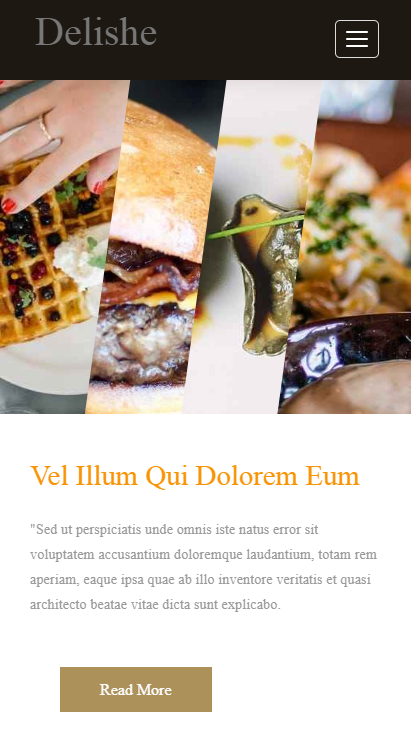 Delishe
Vel Illum Qui Dolorem Eum
"Sed ut perspiciatis unde omnis iste natus error sit
voluptatem accusantium doloremque laudantium, totam rem
aperiam, eaque ipsa quae ab illo inventore veritatis et quasi
architecto beatae vitae dicta sunt explicabo.
Read More